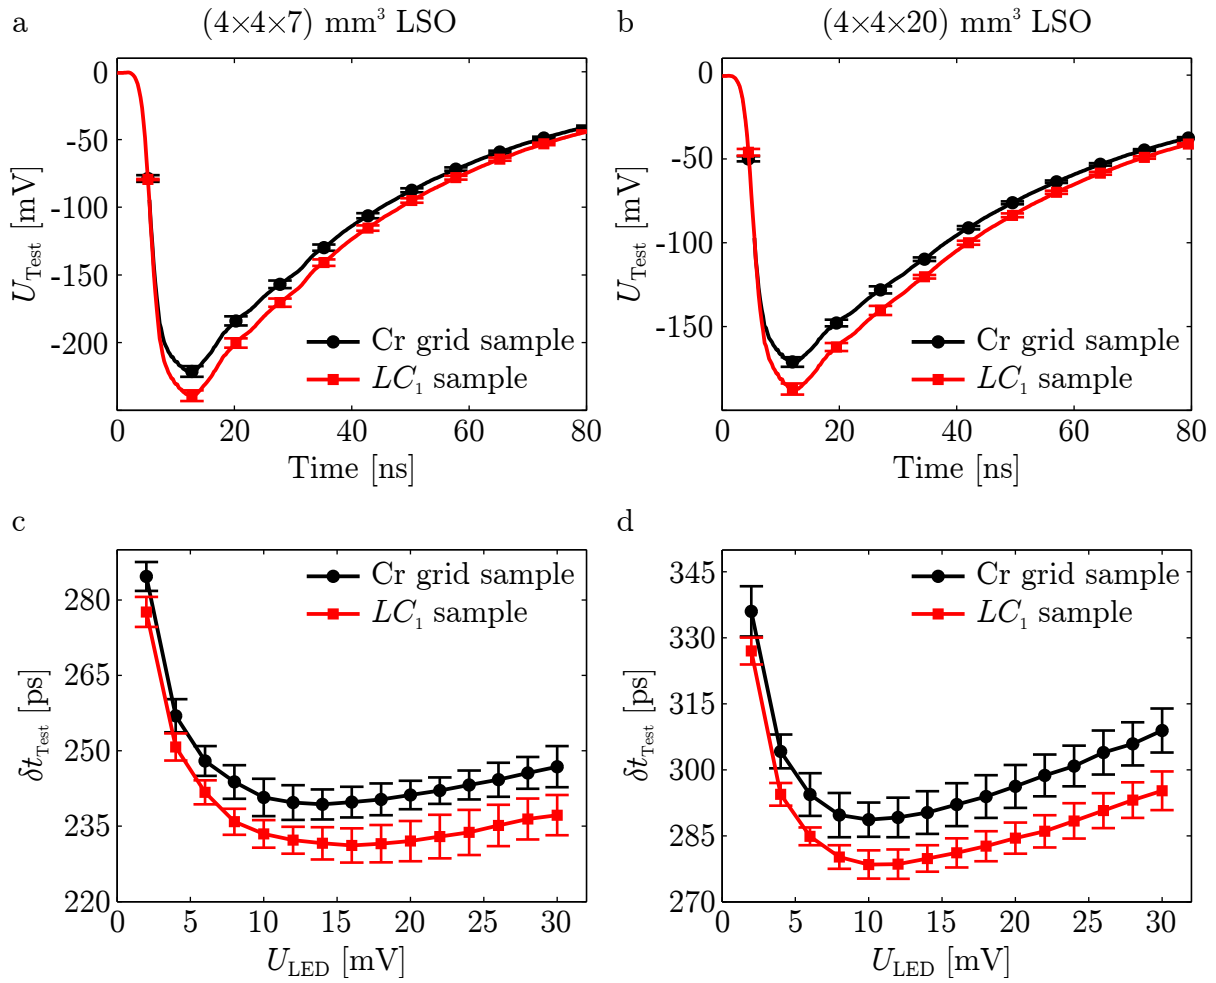 a
(4×4×7) mm³ LSO
0
-50
-100
-150
-200
U_Test [mV]
Cr grid sample
LC₁ sample
0 20 40 60 80
Time [ns]
b
(4×4×20) mm³ LSO
0
-50
-100
-150
U_Test [mV]
Cr grid sample
LC₁ sample
0 20 40 60 80
Time [ns]
c
280
265
250
235
220
δt_Test [ps]
Cr grid sample
LC₁ sample
0 5 10 15 20 25 30
U_LED [mV]
d
345
330
315
300
285
270
δt_Test [ps]
Cr grid sample
LC₁ sample
0 5 10 15 20 25 30
U_LED [mV]